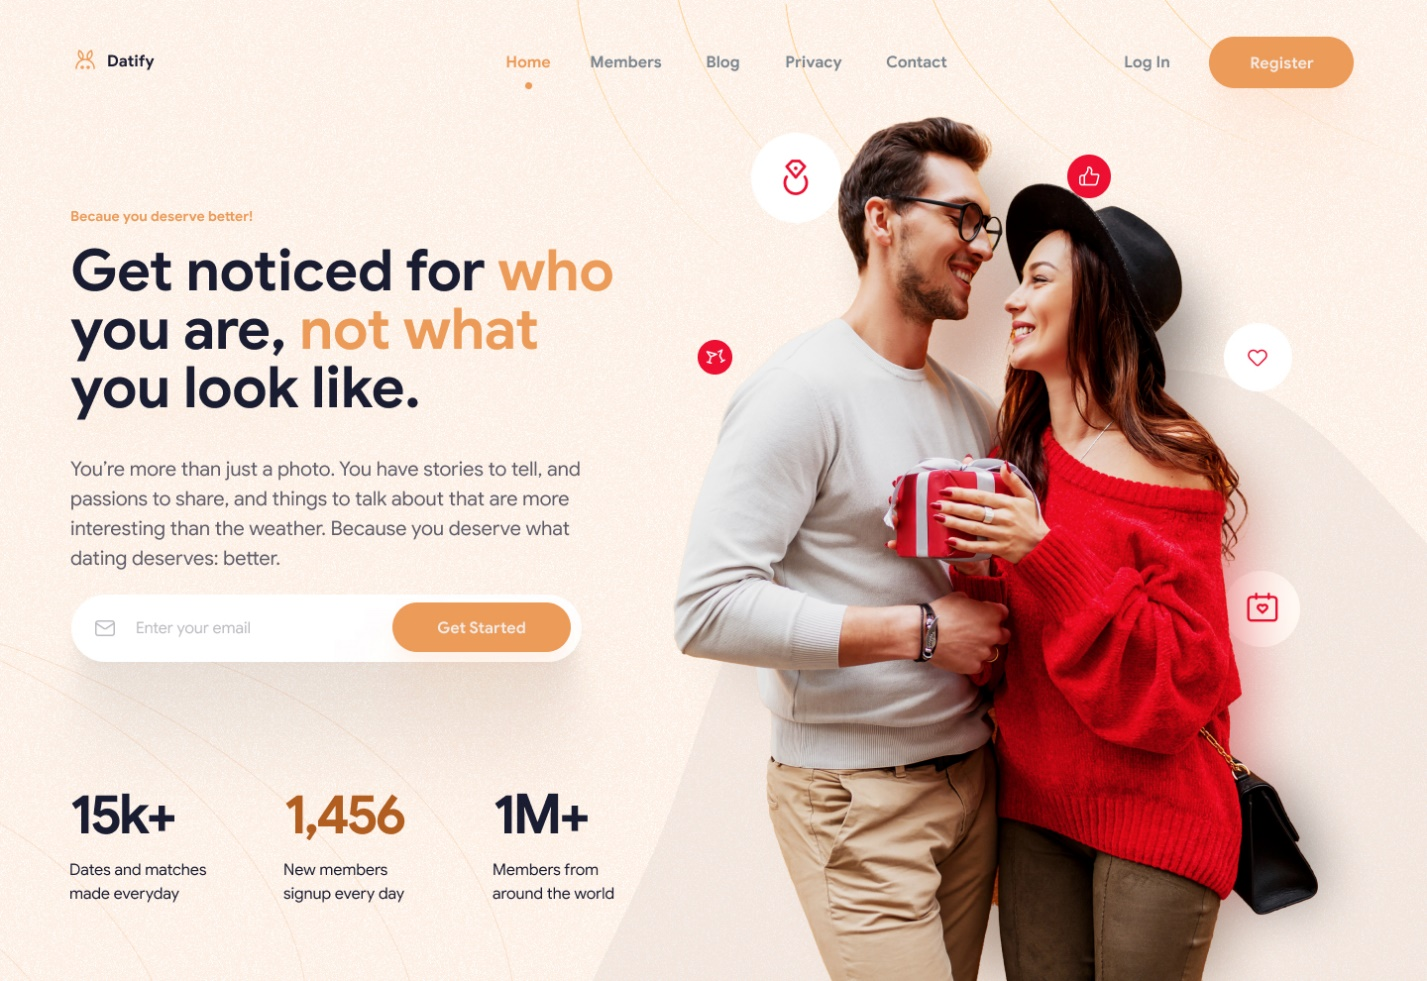 Datify
Home
Members
Blog
Privacy
Contact
Log In
Register
Becaue you deserve better!
Get noticed for who
you are, not what
you look like.
You’re more than just a photo. You have stories to tell, and
passions to share, and things to talk about that are more
interesting than the weather. Because you deserve what
dating deserves: better.
Enter your email
Get Started
15k+
Dates and matches
made everyday
1,456
New members
signup every day
1M+
Members from
around the world